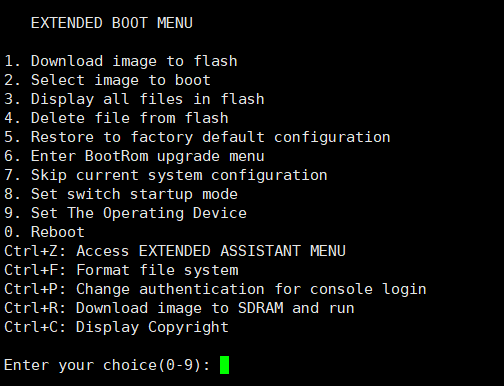 EXTENDED BOOT MENU
1. Download image to flash
2. Select image to boot
3. Display all files in flash
4. Delete file from flash
5. Restore to factory default configuration
6. Enter BootRom upgrade menu
7. Skip current system configuration
8. Set switch startup mode
9. Set The Operating Device
0. Reboot
Ctrl+Z: Access EXTENDED ASSISTANT MENU
Ctrl+F: Format file system
Ctrl+P: Change authentication for console login
Ctrl+R: Download image to SDRAM and run
Ctrl+C: Display Copyright
Enter your choice(0-9):